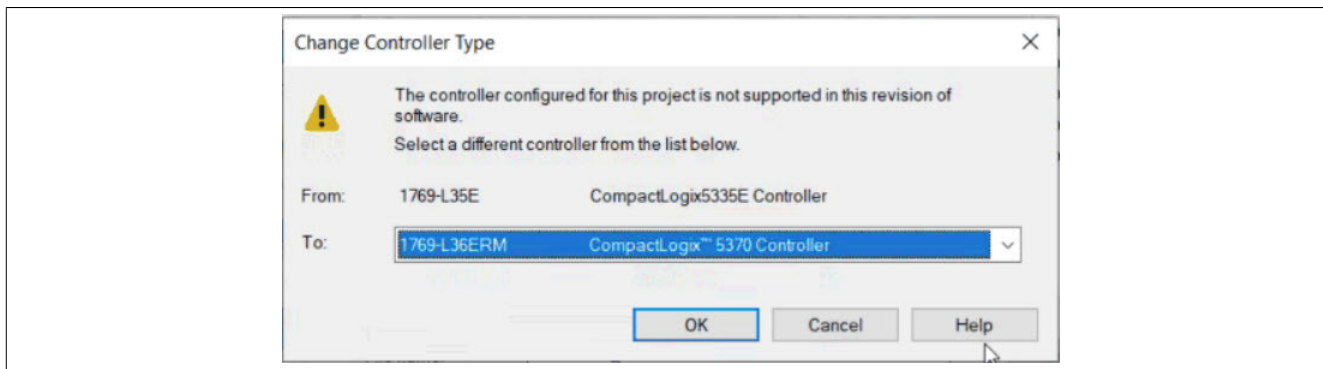 Change Controller Type
The controller configured for this project is not supported in this revision of
software.
Select a different controller from the list below.
From: 1769-L35E CompactLogix5335E Controller
To: 1769-L36ERM CompactLogix™ 5370 Controller
OK Cancel Help